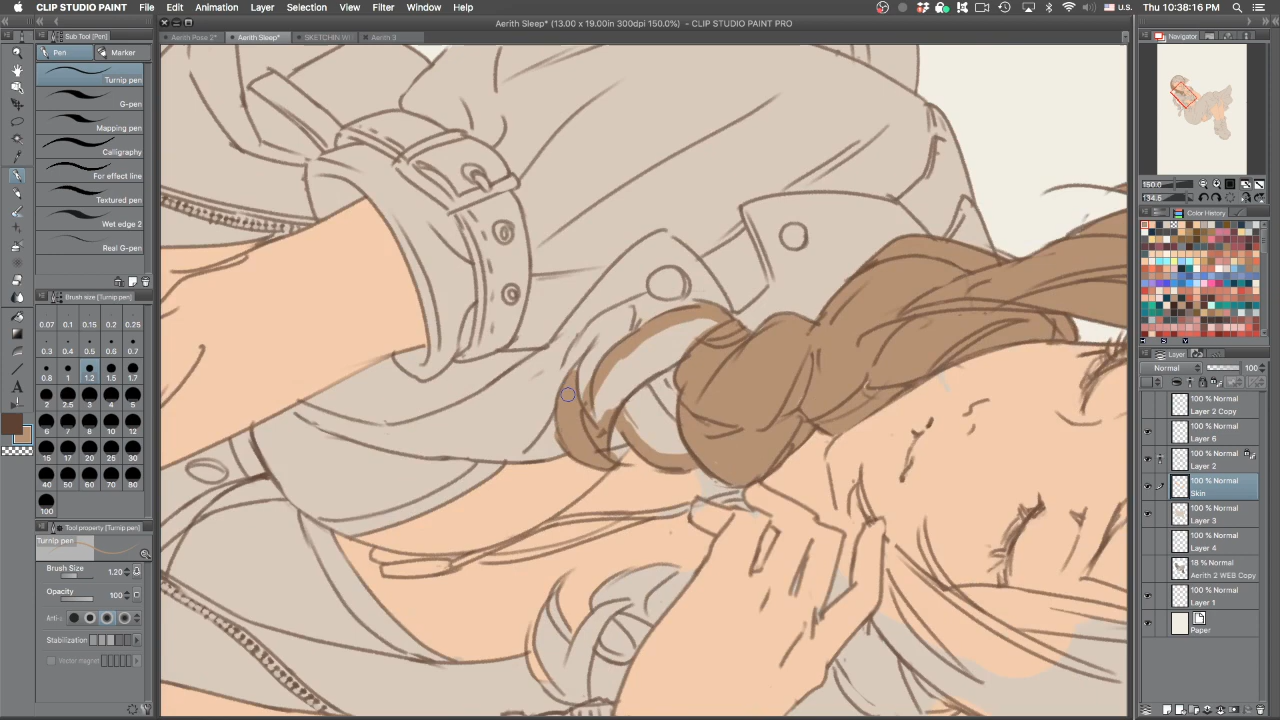 CLIP STUDIO PAINT PRO File Edit Animation Layer Select View Filter Window Help U.S. Thu 10:38:16 PM
Aerith Sleep* (13.00 x 19.00in 300dpi 150.0%) - CLIP STUDIO PAINT PRO
Sub Tool [Pen]
Aerith Pose 2* Aerith Sleep* Aerith 3
Navigator
Pen Marker
Turnip pen
G-pen
Mapping pen
Calligraphy
For effect line
Textured pen
Wet edge 2
Real G-pen
150.0
134.5
Color History
Brush size [Turnip pen]
0.07 0.1 0.15 0.2 0.25
0.3 0.4 0.5 0.6 0.7
0.8 1 1.2 1.5 1.7
2 2.5 3 4 5
6 7 8 10 12
15 17 20 25 30
40 50 60 70 80
100
Tool property [Turnip pen]
Turnip pen
Brush Size 1.20
Opacity 100
Anti-
Stabilization
Vector magnet
Layer
Normal 100
100 % Normal
Layer 2 Copy
100 % Normal
Layer 6
100 % Normal
Layer 2
100 % Normal
Skin
100 % Normal
Layer 3
100 % Normal
Layer 4
18 % Normal
Aerith 2 WEB Copy
100 % Normal
Layer 1
Paper